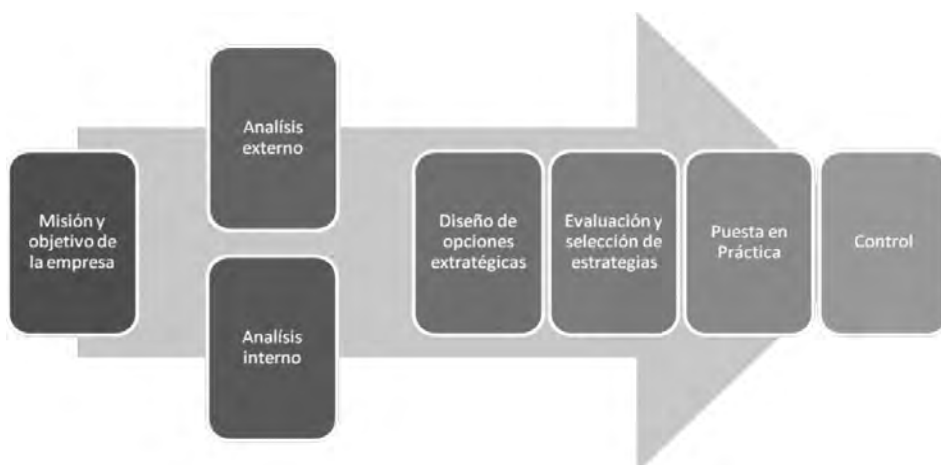 Misión y
objetivo de
la empresa
Analísis
externo
Analísis
interno
Diseño de
opciones
extratégicas
Evaluación y
selección de
estrategias
Puesta en
Práctica
Control